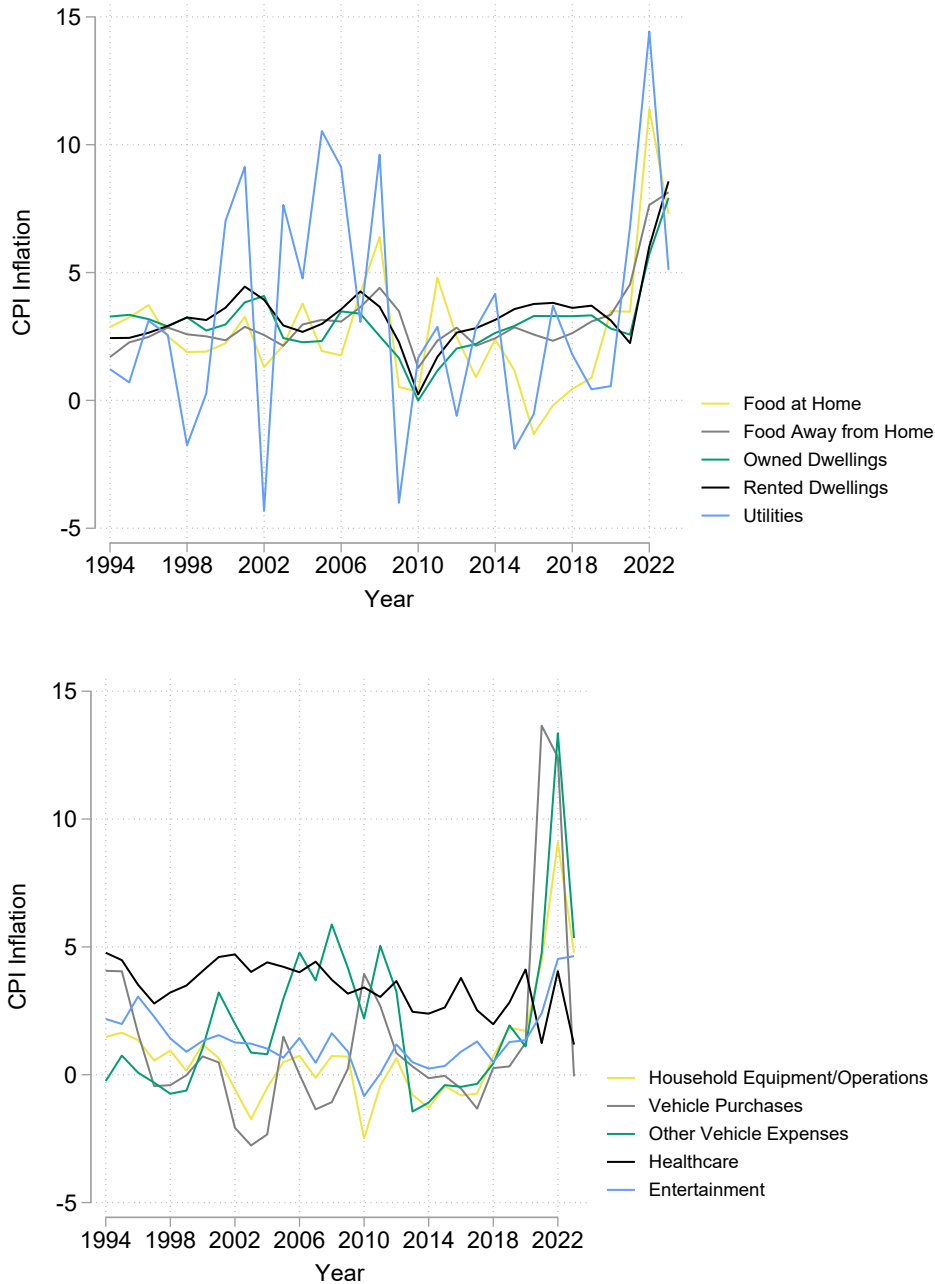 15
10
5
0
-5
CPI Inflation
1994 1998 2002 2006 2010 2014 2018 2022
Year
Food at Home
Food Away from Home
Owned Dwellings
Rented Dwellings
Utilities
15
10
5
0
-5
CPI Inflation
1994 1998 2002 2006 2010 2014 2018 2022
Year
Household Equipment/Operations
Vehicle Purchases
Other Vehicle Expenses
Healthcare
Entertainment